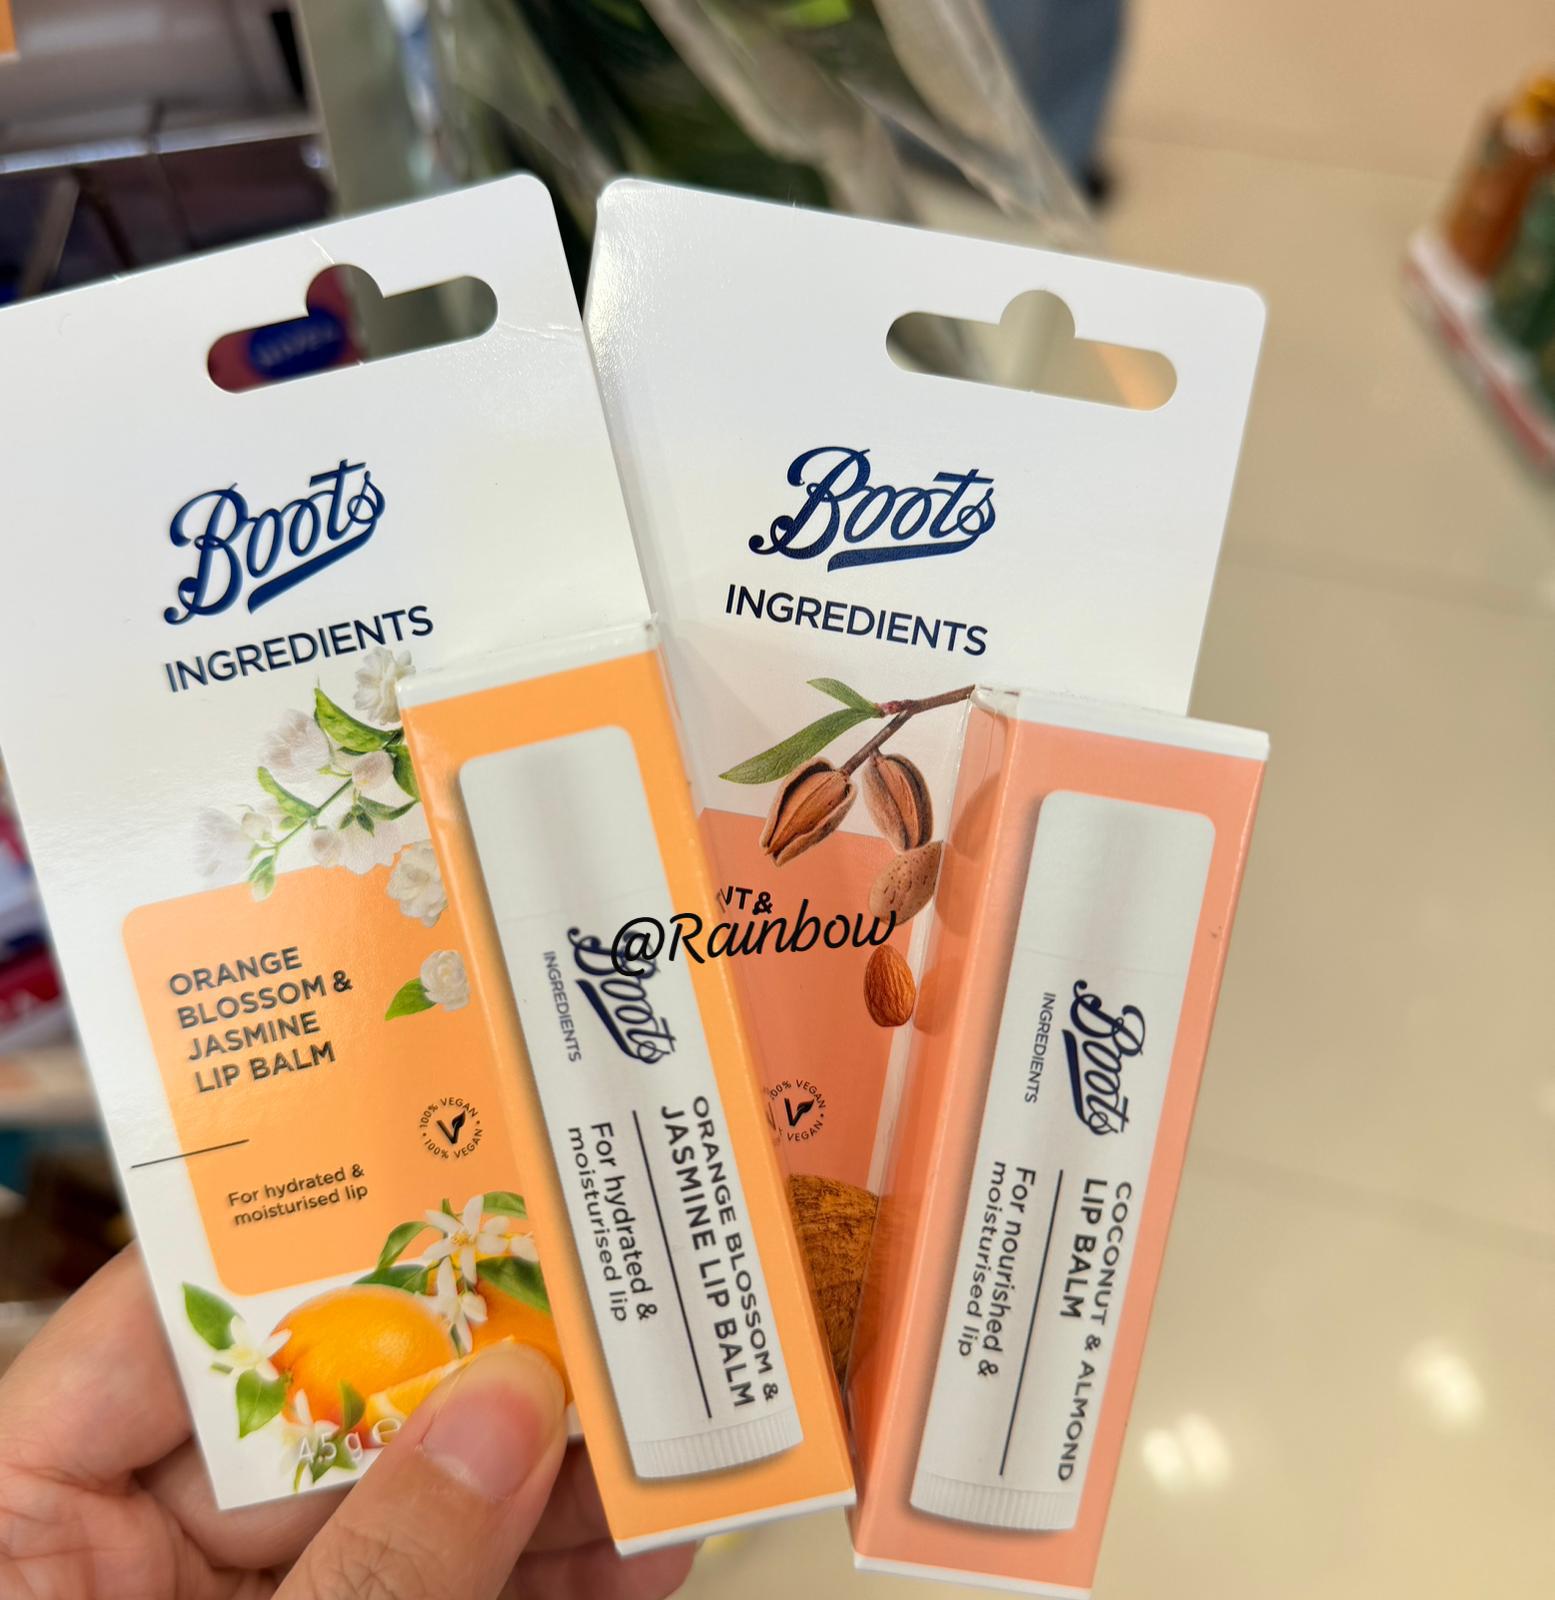 Boots
INGREDIENTS
ORANGE
BLOSSOM &
JASMINE
LIP BALM
100% VEGAN • 100% VEGAN •
For hydrated &
moisturised lip
4.5 g e
Boots
INGREDIENTS
ORANGE BLOSSOM &
JASMINE LIP BALM
For hydrated &
moisturised lip
Boots
INGREDIENTS
&
100% VEGAN
VEGAN
@Rainbow
Boots
INGREDIENTS
COCONUT & ALMOND
LIP BALM
For nourished &
moisturised lip